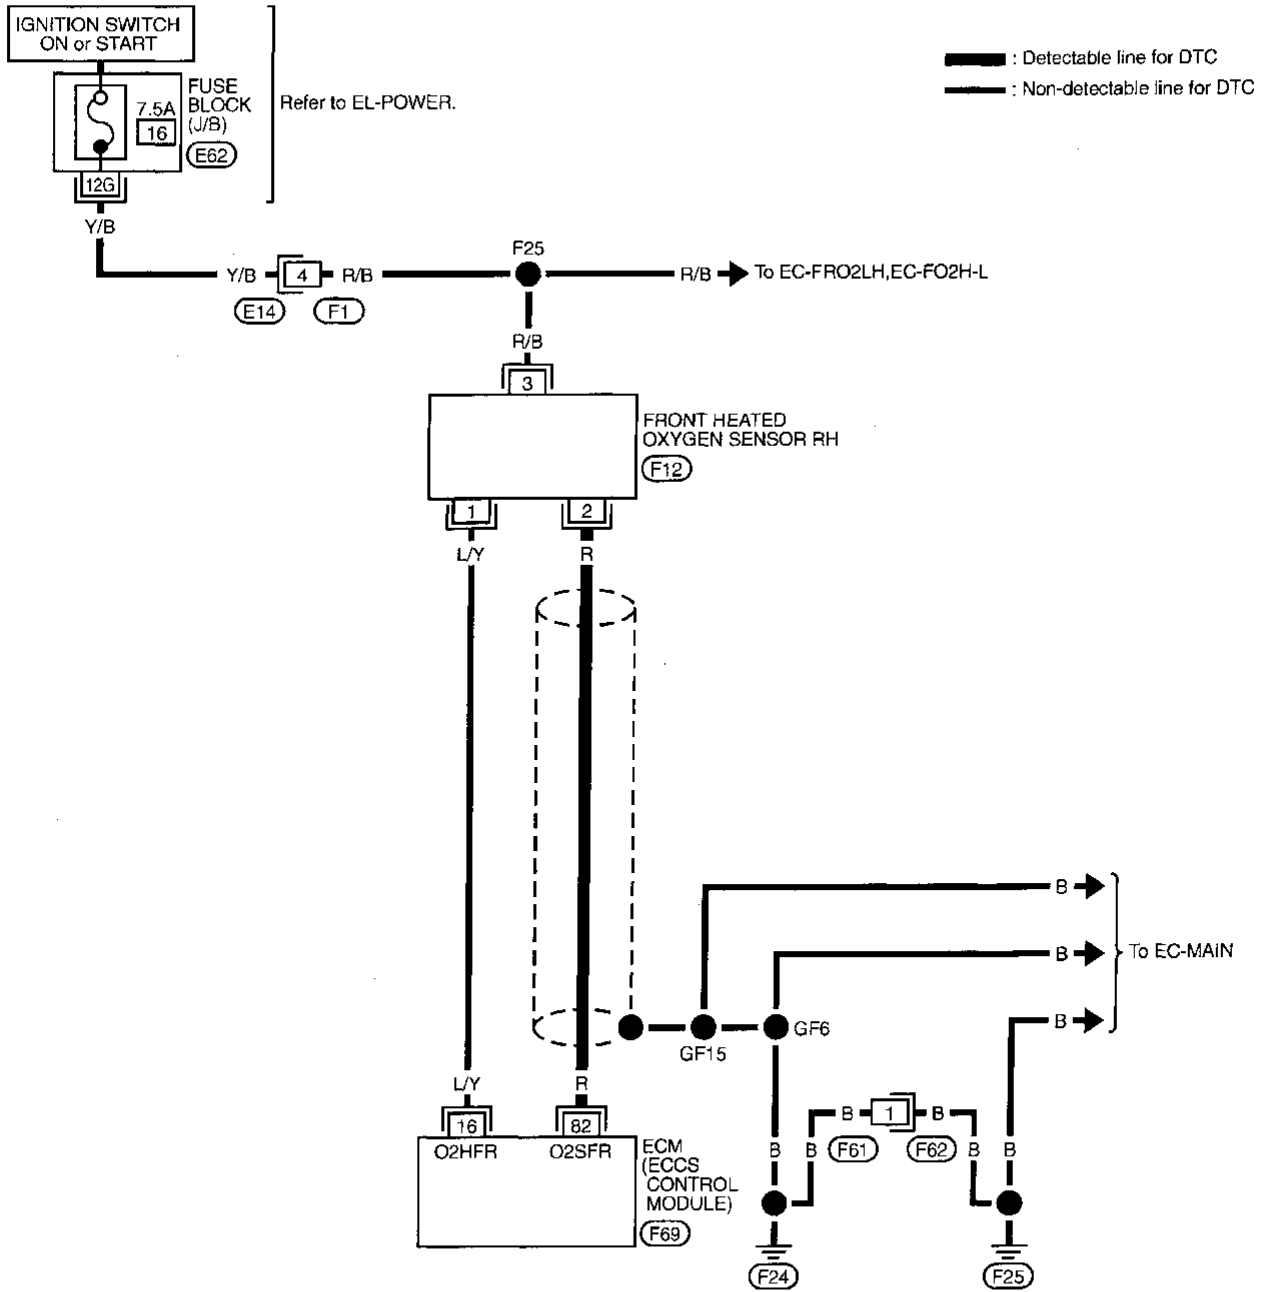 IGNITION SWITCH
ON or START
FUSE
BLOCK
(J/B)
7.5A
16
E62
12G
Refer to EL-POWER.
: Detectable line for DTC
: Non-detectable line for DTC
Y/B
Y/B
4
R/B
E14
F1
F25
R/B
To EC-FRO2LH,EC-FO2H-L
R/B
3
FRONT HEATED
OXYGEN SENSOR RH
F12
1
2
L/Y
R
B
B
To EC-MAIN
B
GF15
GF6
L/Y
R
16
82
O2HFR
O2SFR
ECM
(ECCS
CONTROL
MODULE)
F69
B
1
B
B
B
F61
F62
B
B
F24
F25